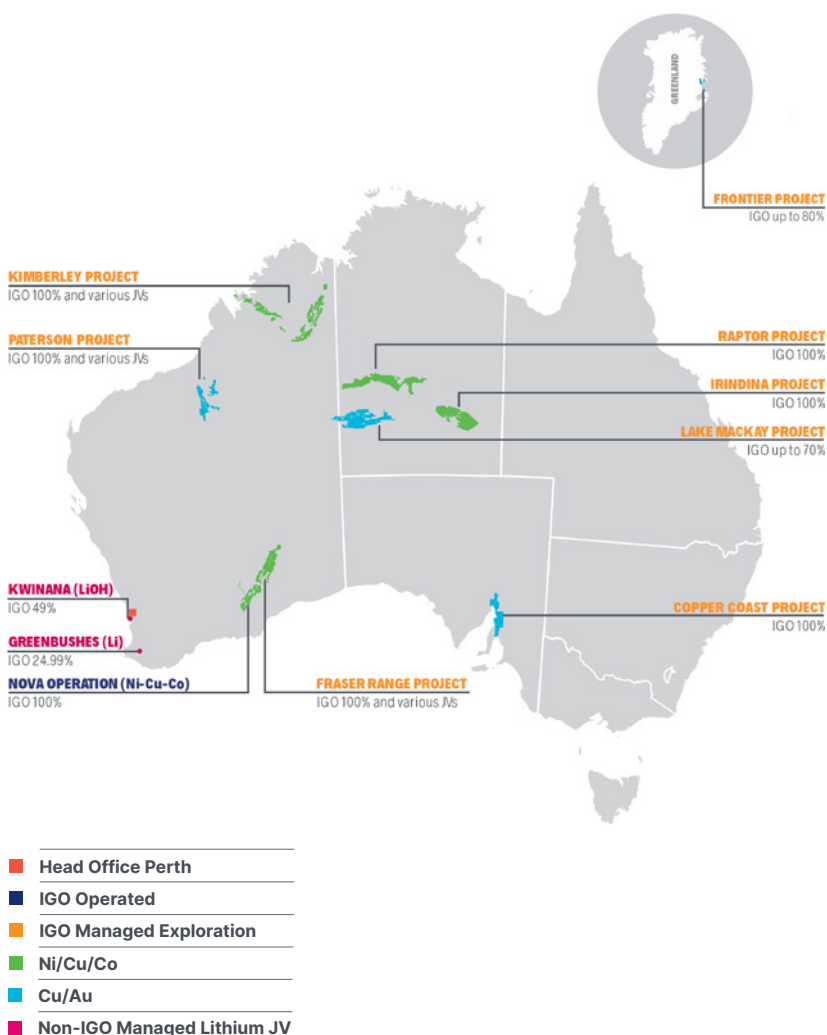 GREENLAND
FRONTIER PROJECT
IGO up to 80%
KIMBERLEY PROJECT
IGO 100% and various JVs
PATERSON PROJECT
IGO 100% and various JVs
RAPTOR PROJECT
IGO 100%
IRINDINA PROJECT
IGO 100%
LAKE MACKAY PROJECT
IGO up to 70%
KWINANA (LiOH)
IGO 49%
COPPER COAST PROJECT
IGO 100%
GREENBUSHES (Li)
IGO 24.99%
NOVA OPERATION (Ni-Cu-Co)
IGO 100%
FRASER RANGE PROJECT
IGO 100% and various JVs
Head Office Perth
IGO Operated
IGO Managed Exploration
Ni/Cu/Co
Cu/Au
Non-IGO Managed Lithium JV